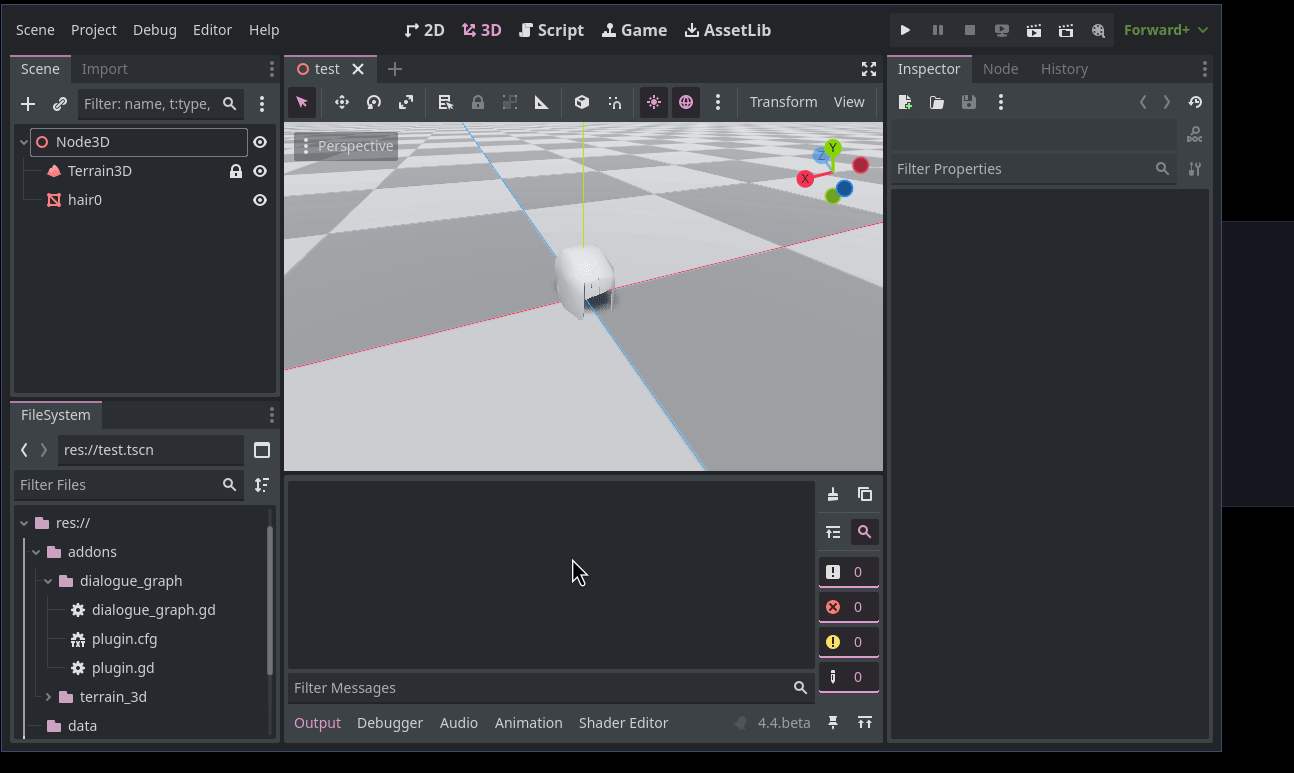 Scene Project Debug Editor Help 2D 3D Script Game AssetLib Forward+
Scene Import
test
Inspector Node History
Filter: name, t:type,
Transform View
Node3D
Perspective
Y
Z
X
Terrain3D
Filter Properties
hair0
FileSystem
res://test.tscn
Filter Files
res://
addons
dialogue_graph
dialogue_graph.gd
plugin.cfg
plugin.gd
terrain_3d
data
DOC
0
0
0
0
Filter Messages
Output Debugger Audio Animation Shader Editor 4.4.beta